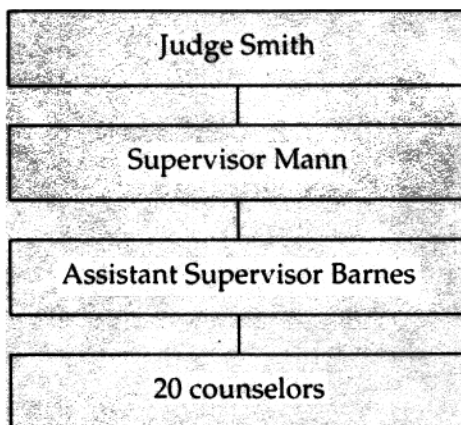 Judge Smith
Supervisor Mann
Assistant Supervisor Barnes
20 counselors